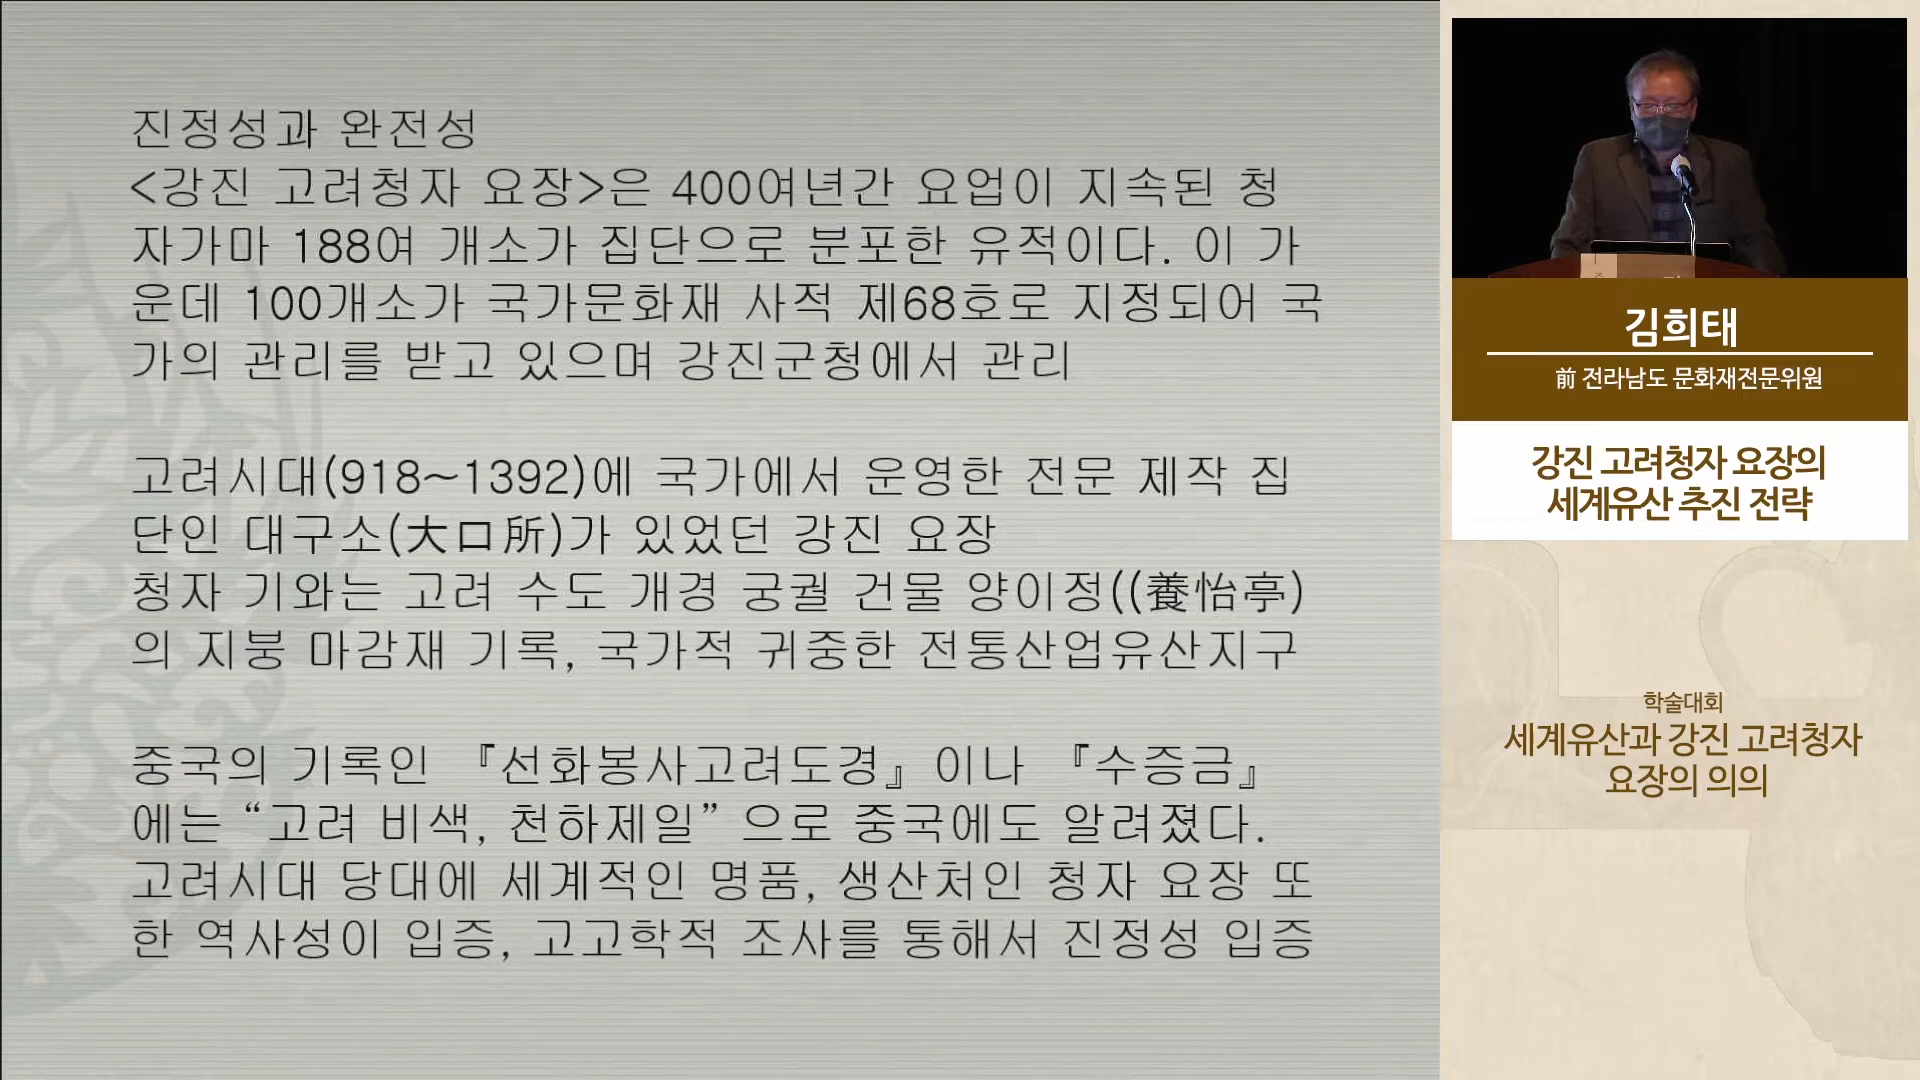 진정성과 완전성
<강진 고려청자 요장>은 400여년간 요업이 지속된 청
자가마 188여 개소가 집단으로 분포한 유적이다. 이 가
운데 100개소가 국가문화재 사적 제68호로 지정되어 국
가의 관리를 받고 있으며 강진군청에서 관리
고려시대(918~1392)에 국가에서 운영한 전문 제작 집
단인 대구소(大口所)가 있었던 강진 요장
청자 기와는 고려 수도 개경 궁궐 건물 양이정((養怡亭)
의 지붕 마감재 기록, 국가적 귀중한 전통산업유산지구
중국의 기록인 『선화봉사고려도경』이나 『수증금』
에는 “고려 비색, 천하제일” 으로 중국에도 알려졌다.
고려시대 당대에 세계적인 명품, 생산처인 청자 요장 또
한 역사성이 입증, 고고학적 조사를 통해서 진정성 입증
김희태
前 전라남도 문화재전문위원
강진 고려청자 요장의
세계유산 추진 전략
학술대회
세계유산과 강진 고려청자
요장의 의의